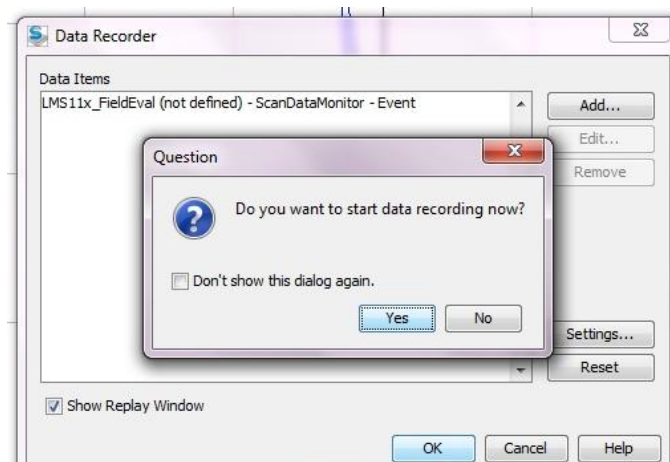 Data Recorder
Data Items
LMS11x_FieldEval (not defined) - ScanDataMonitor - Event
Add...
Edit...
Remove
Question
Do you want to start data recording now?
Don't show this dialog again.
Yes
No
Settings...
Reset
Show Replay Window
OK
Cancel
Help